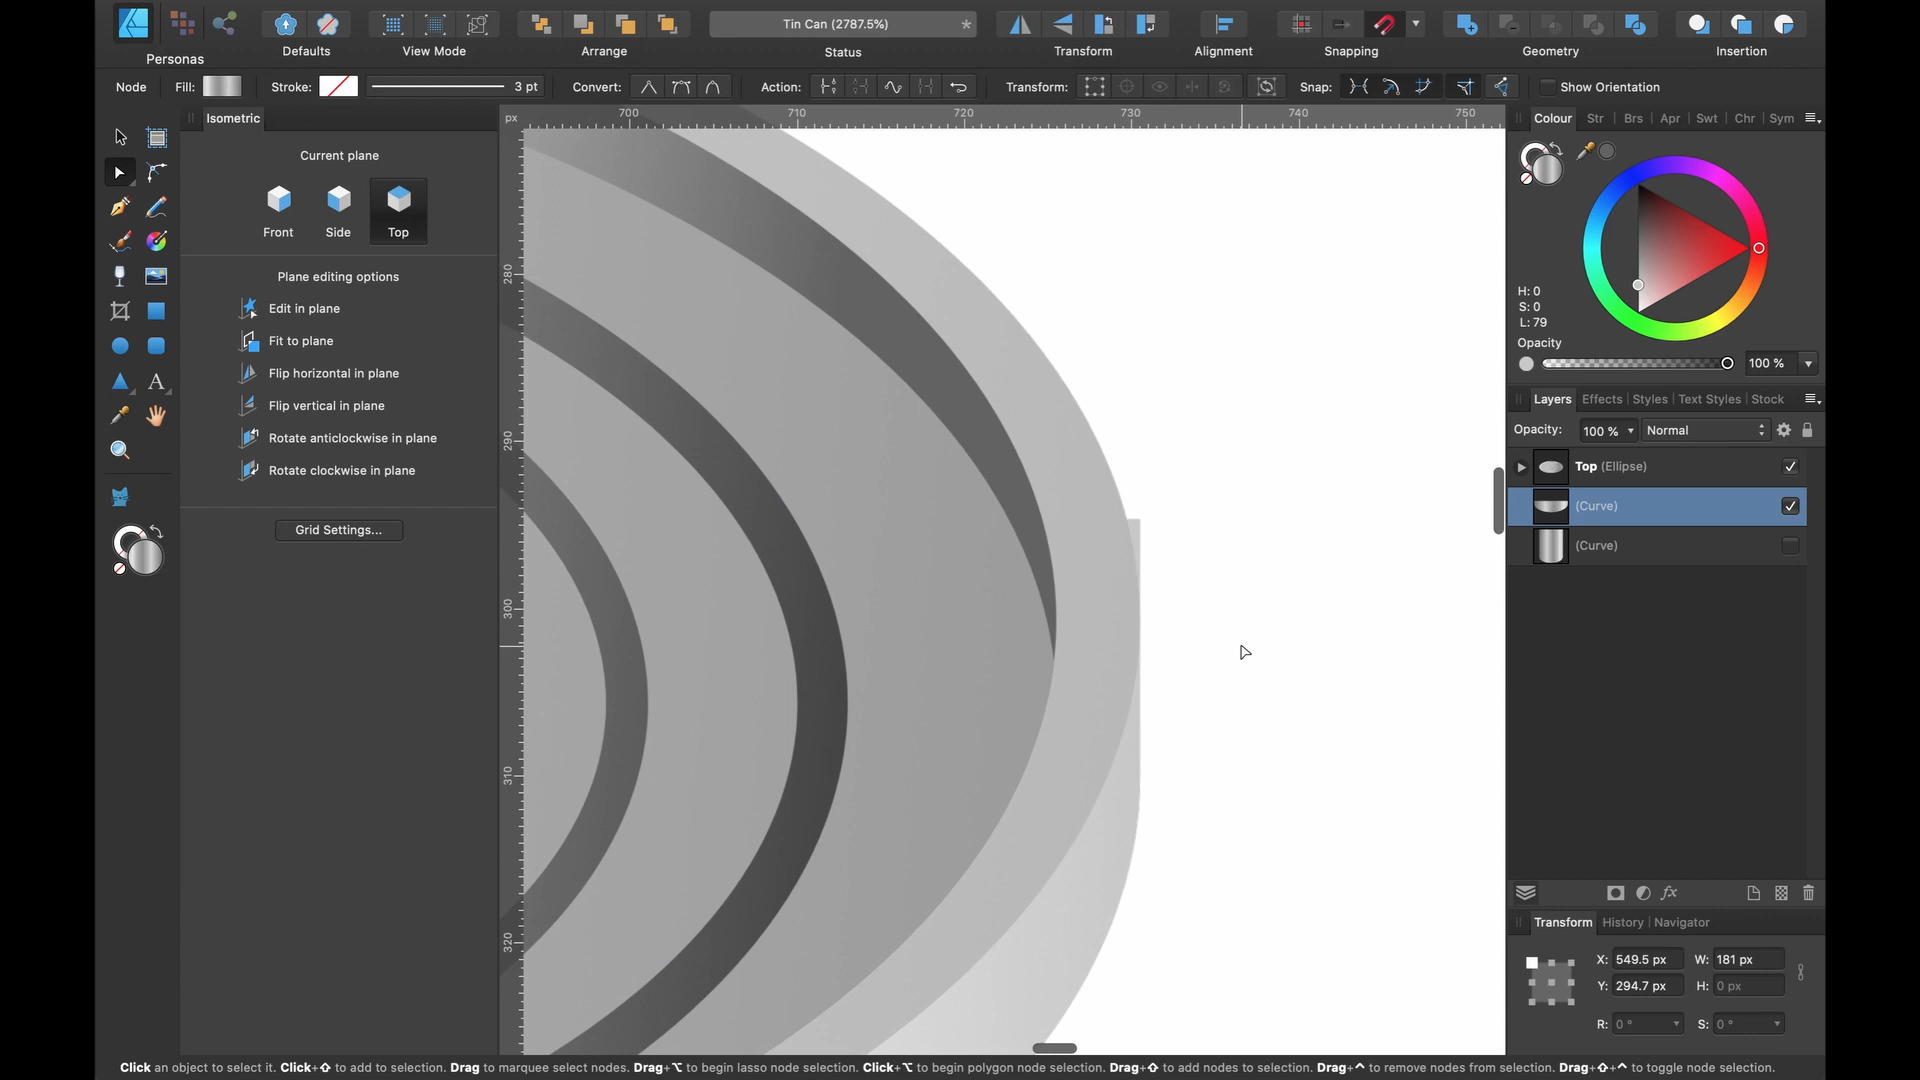 Personas
Defaults
View Mode
Arrange
Tin Can (2787.5%)
*
Status
Transform
Alignment
Snapping
Geometry
Insertion
Node
Fill:
Stroke:
3 pt
Convert:
Action:
Transform:
Snap:
Show Orientation
Isometric
Current plane
Front
Side
Top
Plane editing options
Edit in plane
Fit to plane
Flip horizontal in plane
Flip vertical in plane
Rotate anticlockwise in plane
Rotate clockwise in plane
Grid Settings...
px
700
710
720
730
740
750
280
290
300
310
320
Colour
Str
Brs
Apr
Swt
Chr
Sym
H: 0
S: 0
L: 79
Opacity
100 %
Layers
Effects
Styles
Text Styles
Stock
Opacity:
100 %
Normal
Top (Ellipse)
(Curve)
(Curve)
fx
Transform
History
Navigator
X: 549.5 px
W: 181 px
Y: 294.7 px
H: 0 px
R: 0 °
S: 0 °
Click an object to select it. Click+⇧ to add to selection. Drag to marquee select nodes. Drag+⌥ to begin lasso node selection. Click+⌥ to begin polygon node selection. Drag+⇧ to add nodes to selection. Drag+⌃ to remove nodes from selection. Drag+⇧+⌃ to toggle node selection.